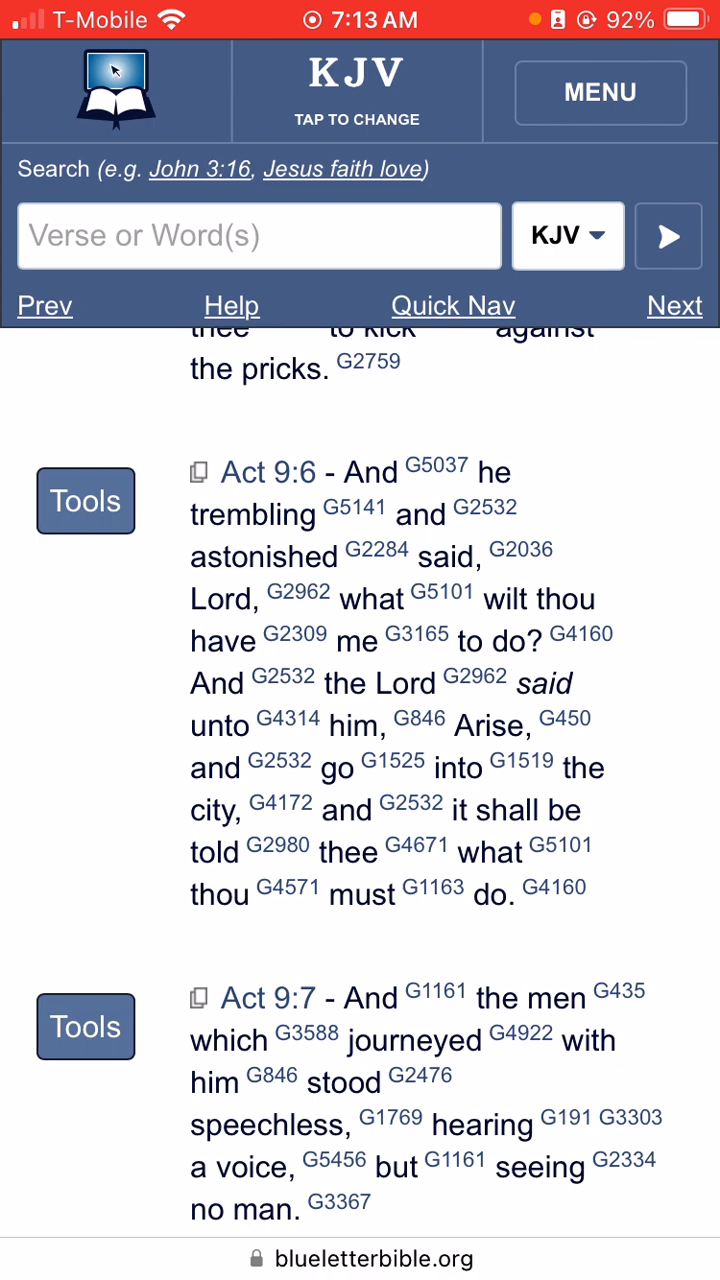 T-Mobile 7:13 AM 92%
KJV
TAP TO CHANGE
MENU
Search (e.g. John 3:16, Jesus faith love)
Verse or Word(s) KJV
Prev Help Quick Nav Next
thee to kick against
the pricks. G2759
Tools
Act 9:6 - And G5037 he
trembling G5141 and G2532
astonished G2284 said, G2036
Lord, G2962 what G5101 wilt thou
have G2309 me G3165 to do? G4160
And G2532 the Lord G2962 said
unto G4314 him, G846 Arise, G450
and G2532 go G1525 into G1519 the
city, G4172 and G2532 it shall be
told G2980 thee G4671 what G5101
thou G4571 must G1163 do. G4160
Tools
Act 9:7 - And G1161 the men G435
which G3588 journeyed G4922 with
him G846 stood G2476
speechless, G1769 hearing G191 G3303
a voice, G5456 but G1161 seeing G2334
no man. G3367
blueletterbible.org